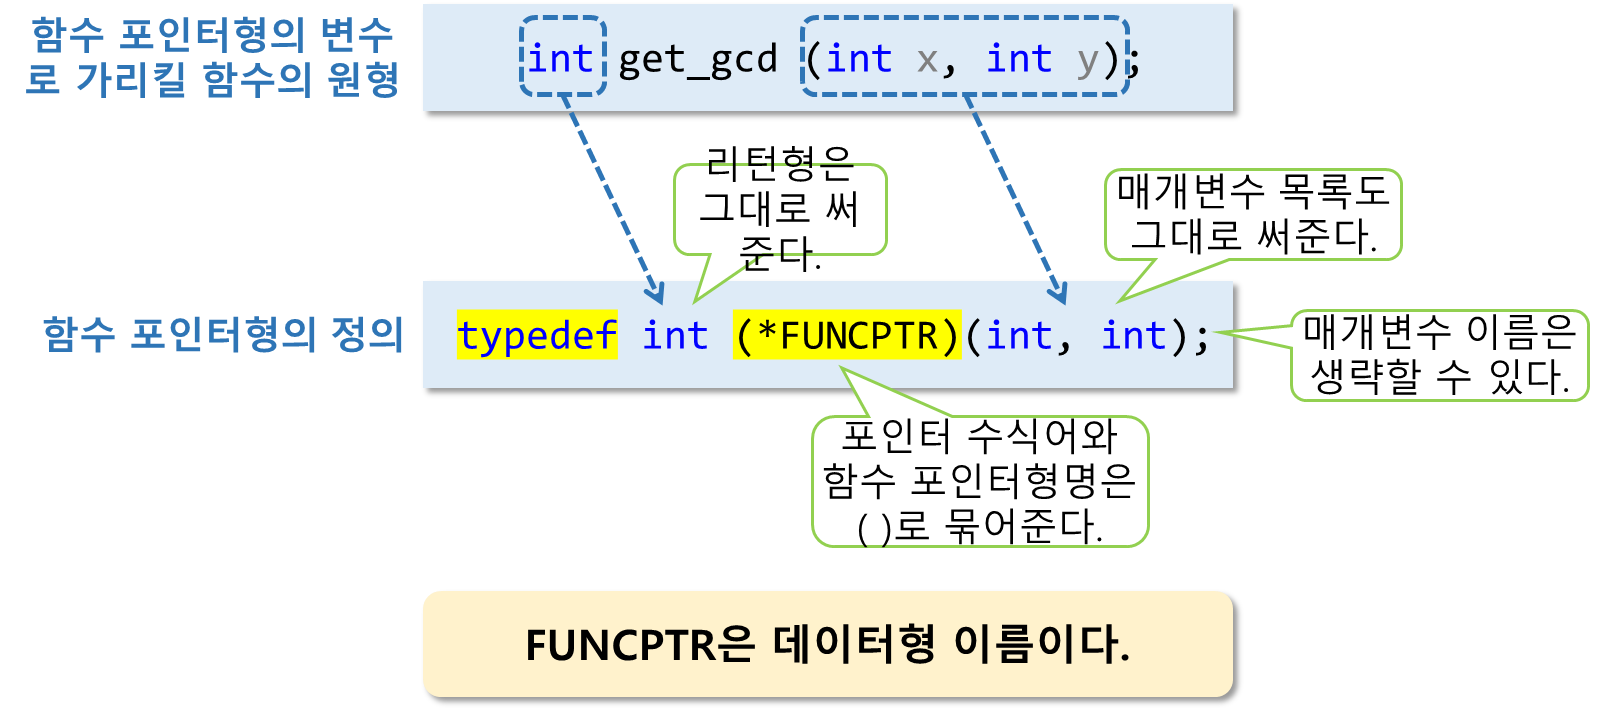 함수 포인터형의 변수
로 가리킬 함수의 원형
int get_gcd (int x, int y);
리턴형은
그대로 써
준다.
매개변수 목록도
그대로 써준다.
함수 포인터형의 정의
typedef int (*FUNCPTR)(int, int);
매개변수 이름은
생략할 수 있다.
포인터 수식어와
함수 포인터형명은
( )로 묶어준다.
FUNCPTR은 데이터형 이름이다.